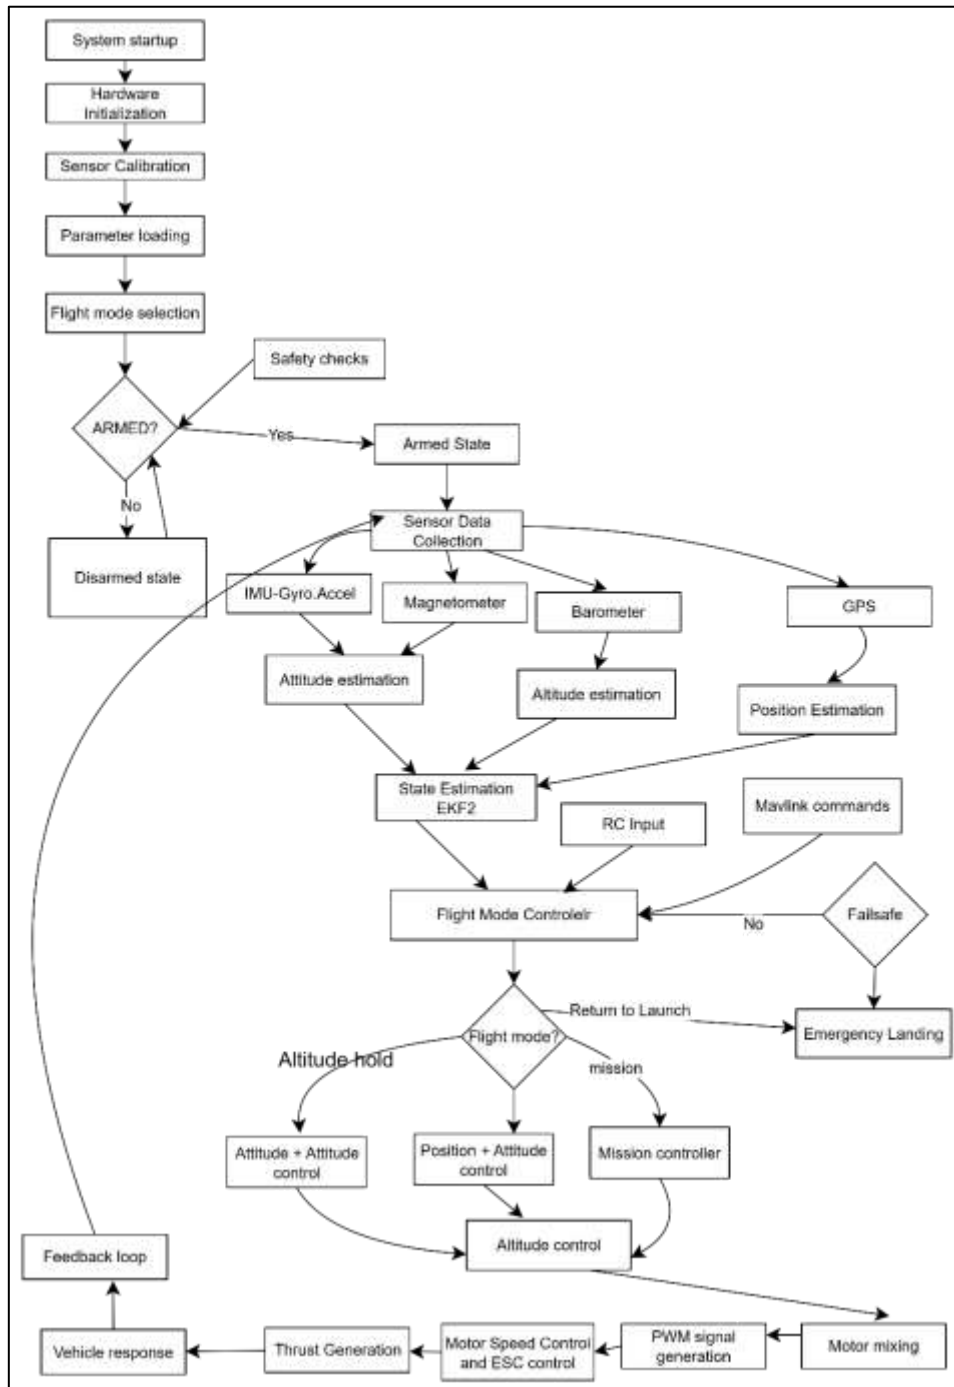 System startup
Hardware
Initialization
Sensor Calibration
Parameter loading
Flight mode selection
Safety checks
ARMED?
Yes
Armed State
No
Disarmed state
Sensor Data
Collection
IMU-Gyro.Accel
Magnetometer
Barometer
GPS
Attitude estimation
Altitude estimation
Position Estimation
State Estimation
EKF2
RC Input
Mavlink commands
Flight Mode Controlelr
No
Failsafe
Return to Launch
Emergency Landing
Flight mode?
Altitude hold
mission
Attitude + Attitude
control
Position + Attitude
control
Mission controller
Altitude control
Feedback loop
Vehicle response
Thrust Generation
Motor Speed Control
and ESC control
PWM signal
generation
Motor mixing